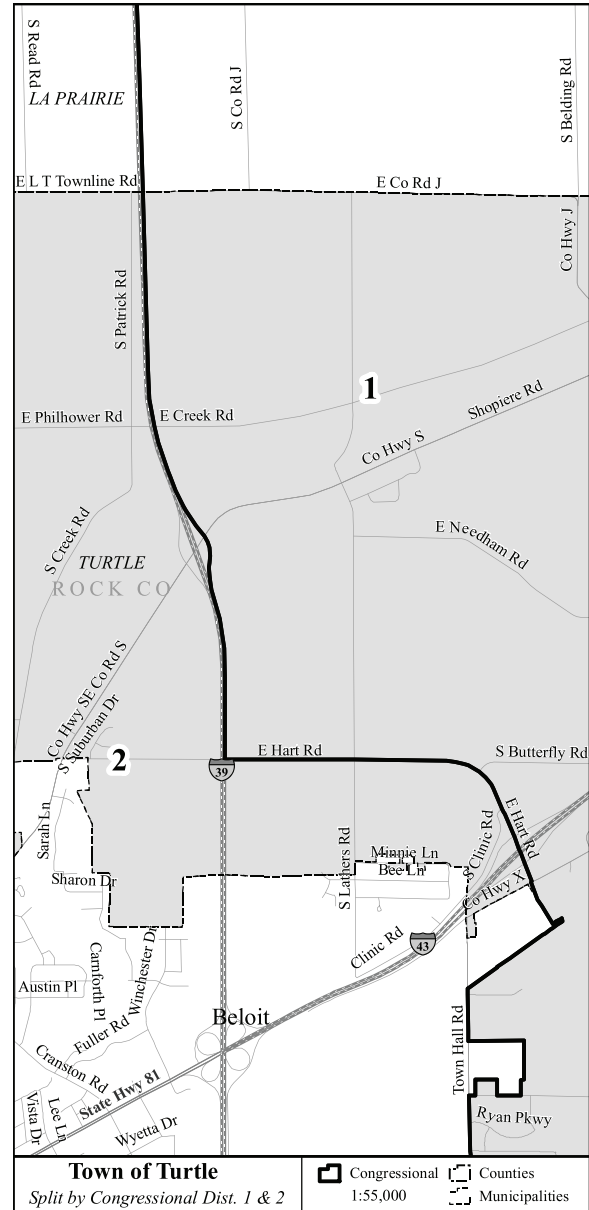 S Read Rd
LA PRAIRIE
S Co Rd J
S Belding Rd
E L T Townline Rd
E Co Rd J
Co Hwy J
S Patrick Rd
1
Shopiere Rd
E Philhower Rd
E Creek Rd
Co Hwy S
S Creek Rd
E Needham Rd
TURTLE
ROCK CO
Co Hwy SE Co Rd S
S Suburban Dr
2
E Hart Rd
S Butterfly Rd
39
Sarah Ln
E Hart Rd
S Clinic Rd
Minnie Ln
Bee Ln
S Lathers Rd
Sharon Dr
Co Hwy X
Winchester Dr
Carnforth Pl
Clinic Rd
43
Austin Pl
Beloit
Fuller Rd
Town Hall Rd
Cranston Rd
State Hwy 81
Vista Dr
Lee Ln
Wyetta Dr
Ryan Pkwy
Town of Turtle
Split by Congressional Dist. 1 & 2
Congressional
1:55,000
Counties
Municipalities